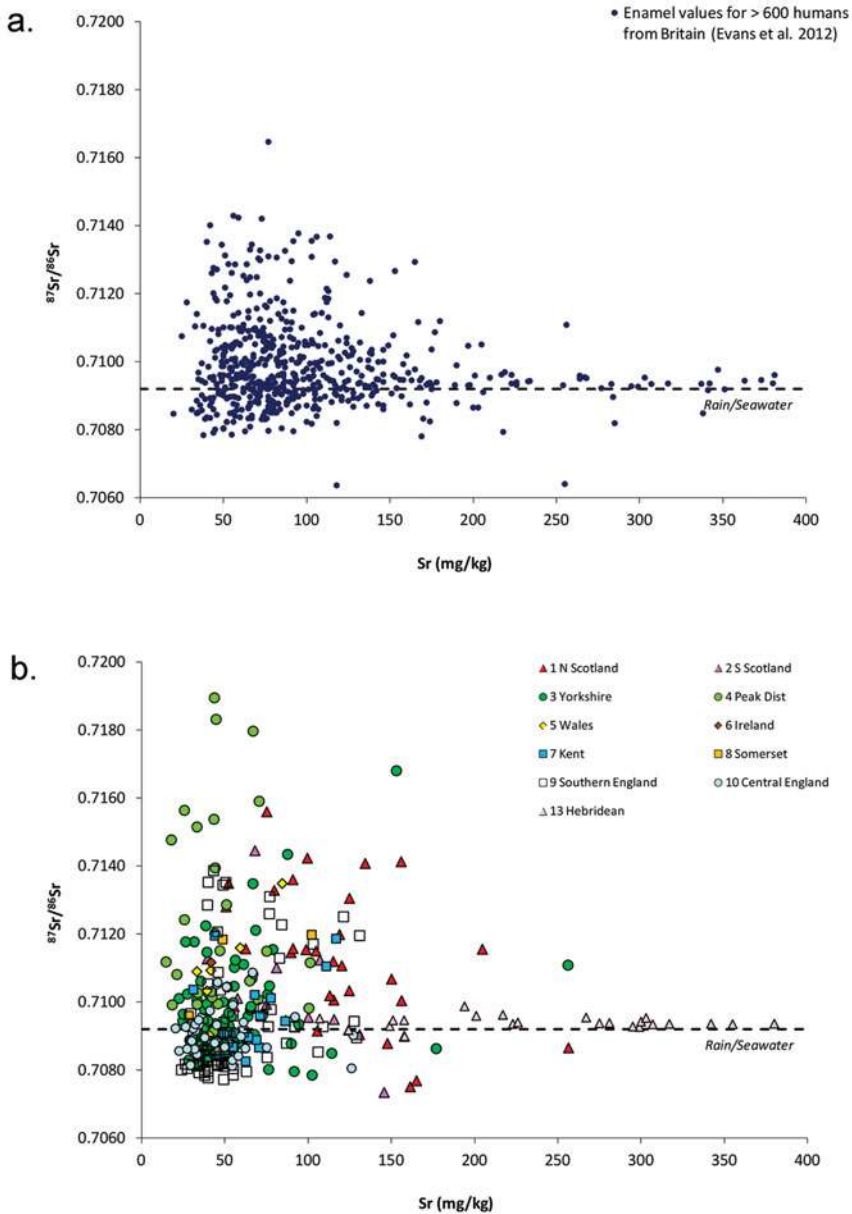 a.
Enamel values for > 600 humans
from Britain (Evans et al. 2012)
0.7200
0.7180
0.7160
0.7140
0.7120
0.7100
0.7080
0.7060
⁸⁷Sr/⁸⁶Sr
Rain/Seawater
0 50 100 150 200 250 300 350 400
Sr (mg/kg)
b.
0.7200
0.7180
0.7160
0.7140
0.7120
0.7100
0.7080
0.7060
⁸⁷Sr/⁸⁶Sr
1 N Scotland 2 S Scotland
3 Yorkshire 4 Peak Dist
5 Wales 6 Ireland
7 Kent 8 Somerset
9 Southern England 10 Central England
13 Hebridean
Rain/Seawater
0 50 100 150 200 250 300 350 400
Sr (mg/kg)